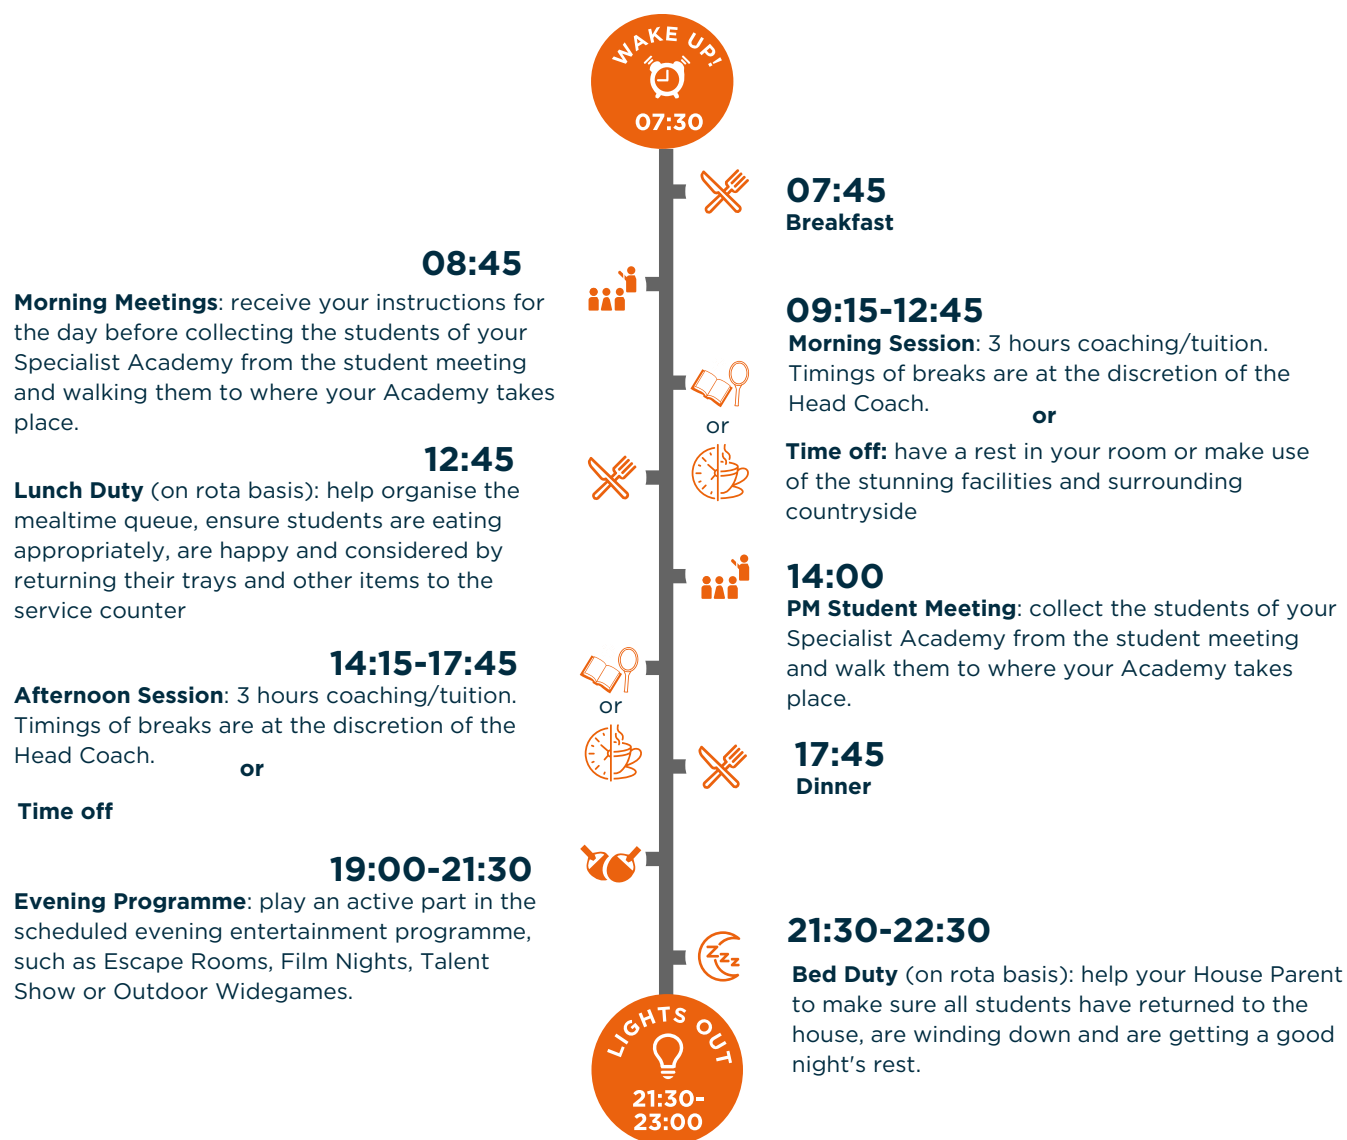 WAKE UP!
07:30
07:45
Breakfast
08:45
Morning Meetings: receive your instructions for
the day before collecting the students of your
Specialist Academy from the student meeting
and walking them to where your Academy takes
place.
09:15-12:45
Morning Session: 3 hours coaching/tuition.
Timings of breaks are at the discretion of the
Head Coach.
or
Time off: have a rest in your room or make use
of the stunning facilities and surrounding
countryside
or
12:45
Lunch Duty (on rota basis): help organise the
mealtime queue, ensure students are eating
appropriately, are happy and considered by
returning their trays and other items to the
service counter
14:00
PM Student Meeting: collect the students of your
Specialist Academy from the student meeting
and walk them to where your Academy takes
place.
14:15-17:45
Afternoon Session: 3 hours coaching/tuition.
Timings of breaks are at the discretion of the
Head Coach.
or
Time off
or
17:45
Dinner
19:00-21:30
Evening Programme: play an active part in the
scheduled evening entertainment programme,
such as Escape Rooms, Film Nights, Talent
Show or Outdoor Widegames.
21:30-22:30
Bed Duty (on rota basis): help your House Parent
to make sure all students have returned to the
house, are winding down and are getting a good
night's rest.
zzz
LIGHTS OUT
21:30-
23:00